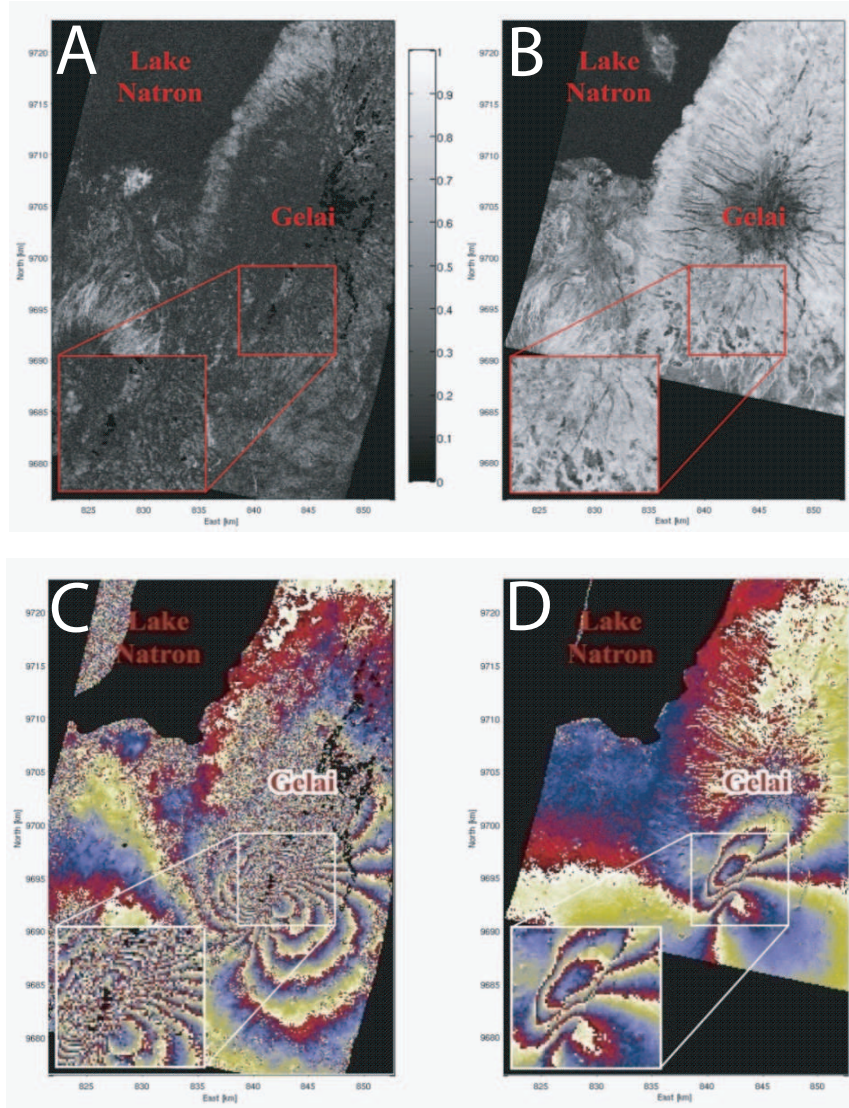 A
Lake
Natron
Gelai
9720
9715
9710
9705
9700
9695
9690
9685
9680
North [km]
825 830 835 840 845 850
East [km]
1
0.9
0.8
0.7
0.6
0.5
0.4
0.3
0.2
0.1
0
B
Lake
Natron
Gelai
9720
9715
9710
9705
9700
9695
9690
9685
9680
North [km]
825 830 835 840 845 850
East [km]
C
Lake
Natron
Gelai
9720
9715
9710
9705
9700
9695
9690
9685
9680
North [km]
825 830 835 840 845 850
East [km]
D
Lake
Natron
Gelai
9720
9715
9710
9705
9700
9695
9690
9685
9680
North [km]
825 830 835 840 845 850
East [km]